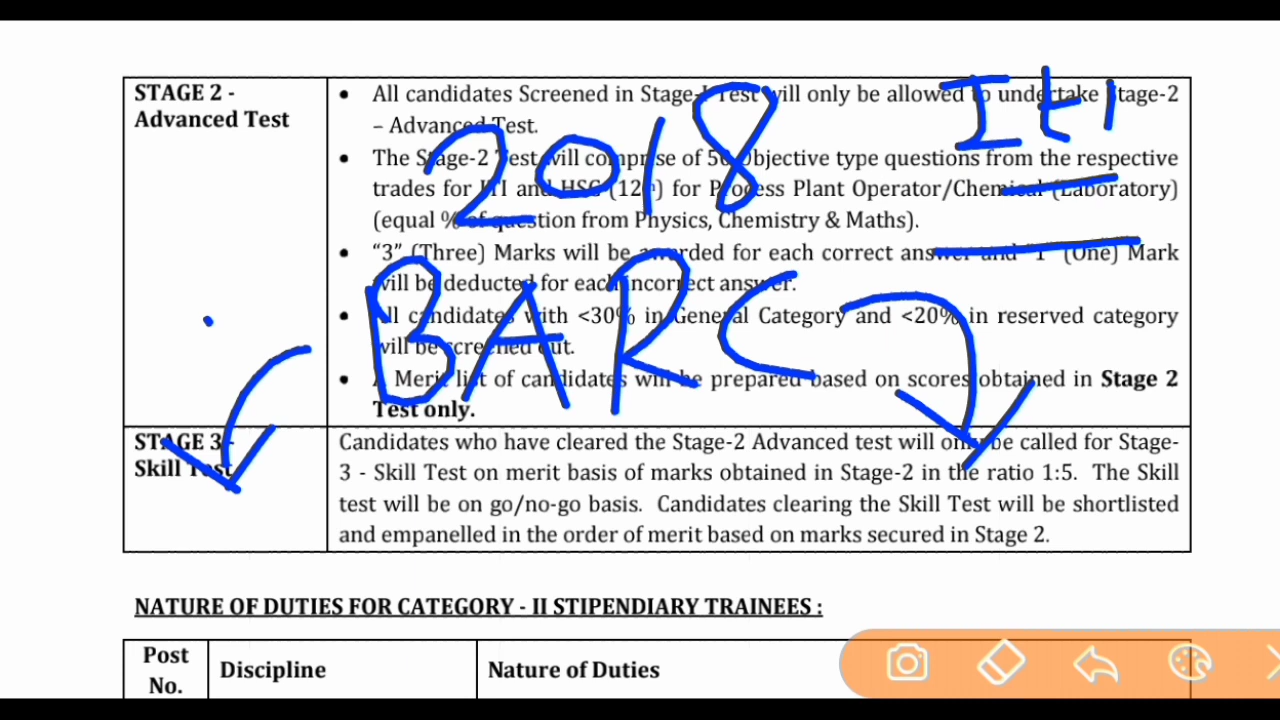 STAGE 2 -
Advanced Test
• All candidates Screened in Stage-I Test will only be allowed to undertake Stage-2
– Advanced Test.
• The Stage-2 Test will comprise of 50 Objective type questions from the respective
trades for ITI and HSC (12th) for Process Plant Operator/Chemical (Laboratory)
(equal % of question from Physics, Chemistry & Maths).
• “3” (Three) Marks will be awarded for each correct answer and “1” (One) Mark
will be deducted for each incorrect answer.
• All candidates with <30% in General Category and <20% in reserved category
will be screened out.
• A Merit list of candidates will be prepared based on scores obtained in Stage 2
Test only.
ItI
2018
BARC
STAGE 3 -
Skill Test
Candidates who have cleared the Stage-2 Advanced test will only be called for Stage-
3 - Skill Test on merit basis of marks obtained in Stage-2 in the ratio 1:5. The Skill
test will be on go/no-go basis. Candidates clearing the Skill Test will be shortlisted
and empanelled in the order of merit based on marks secured in Stage 2.
NATURE OF DUTIES FOR CATEGORY - II STIPENDIARY TRAINEES :
Post
No.
Discipline
Nature of Duties